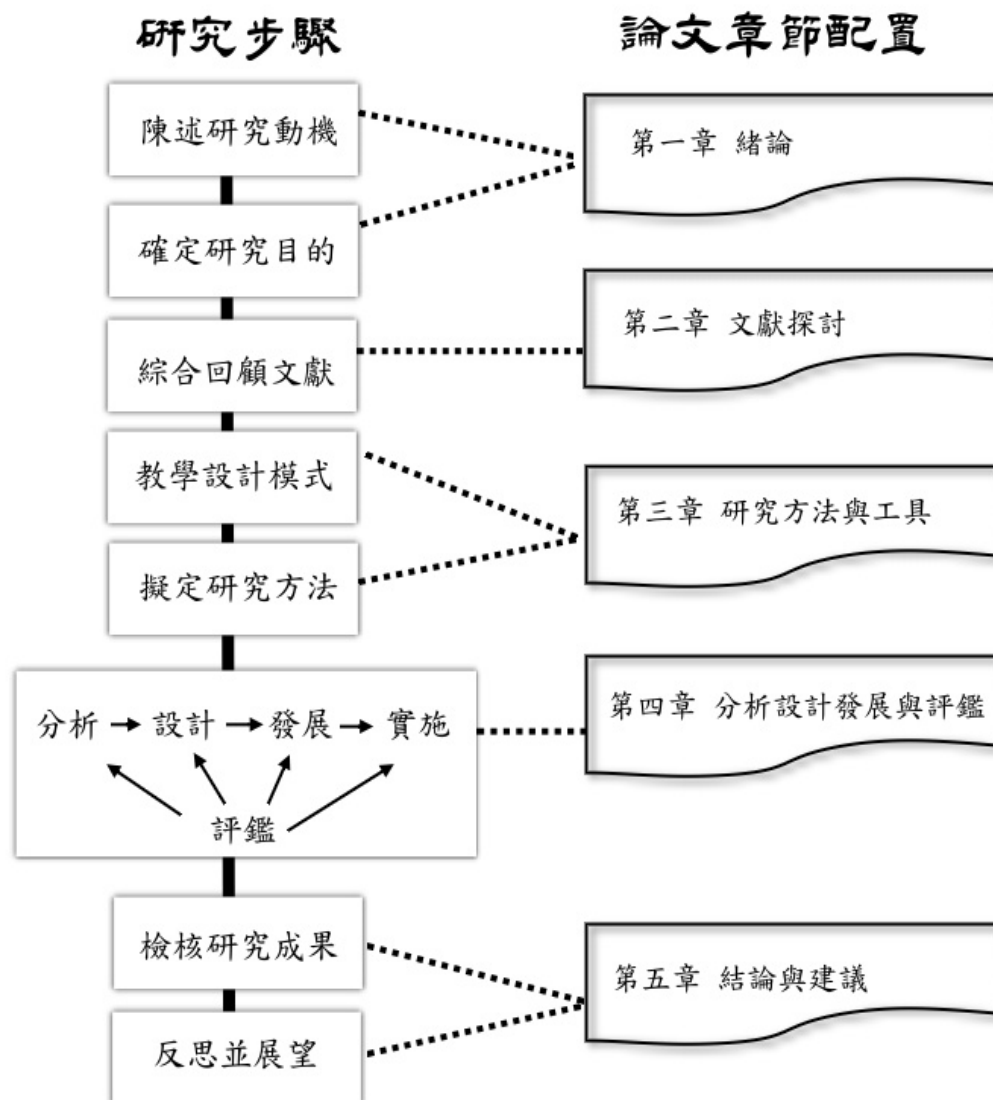 研究步驟
論文章節配置
陳述研究動機
確定研究目的
綜合回顧文獻
教學設計模式
擬定研究方法
分析 設計 發展 實施
評鑑
檢核研究成果
反思並展望
第一章 緒論
第二章 文獻探討
第三章 研究方法與工具
第四章 分析設計發展與評鑑
第五章 結論與建議